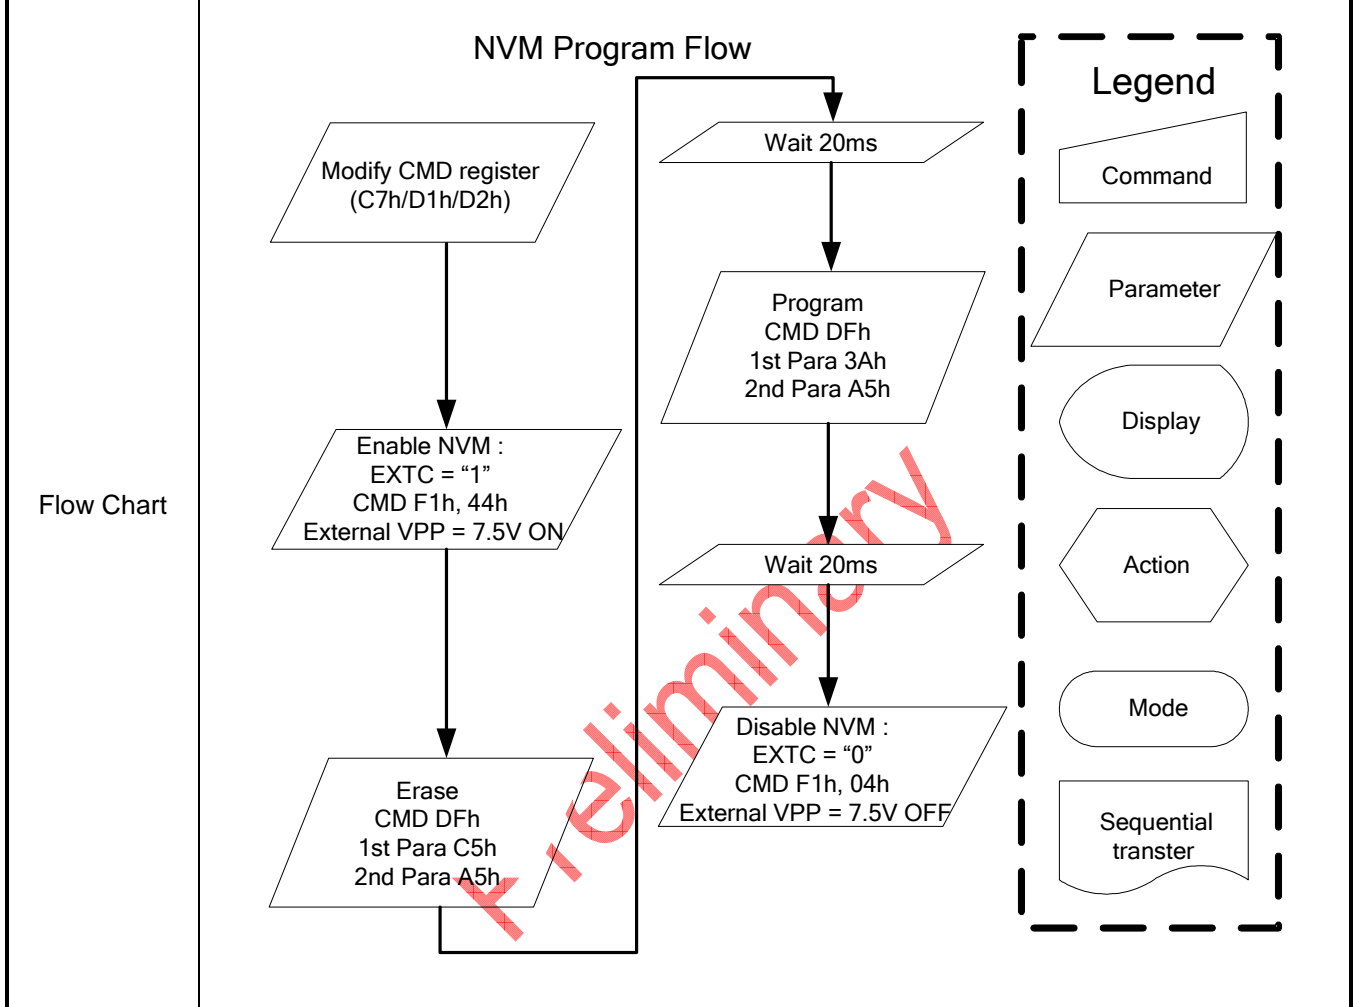 Flow Chart
NVM Program Flow
Modify CMD register
(C7h/D1h/D2h)
Enable NVM :
EXTC = “1”
CMD F1h, 44h
External VPP = 7.5V ON
Erase
CMD DFh
1st Para C5h
2nd Para A5h
Wait 20ms
Program
CMD DFh
1st Para 3Ah
2nd Para A5h
Wait 20ms
Disable NVM :
EXTC = “0”
CMD F1h, 04h
External VPP = 7.5V OFF
Legend
Command
Parameter
Display
Action
Mode
Sequential
transter
Preliminary